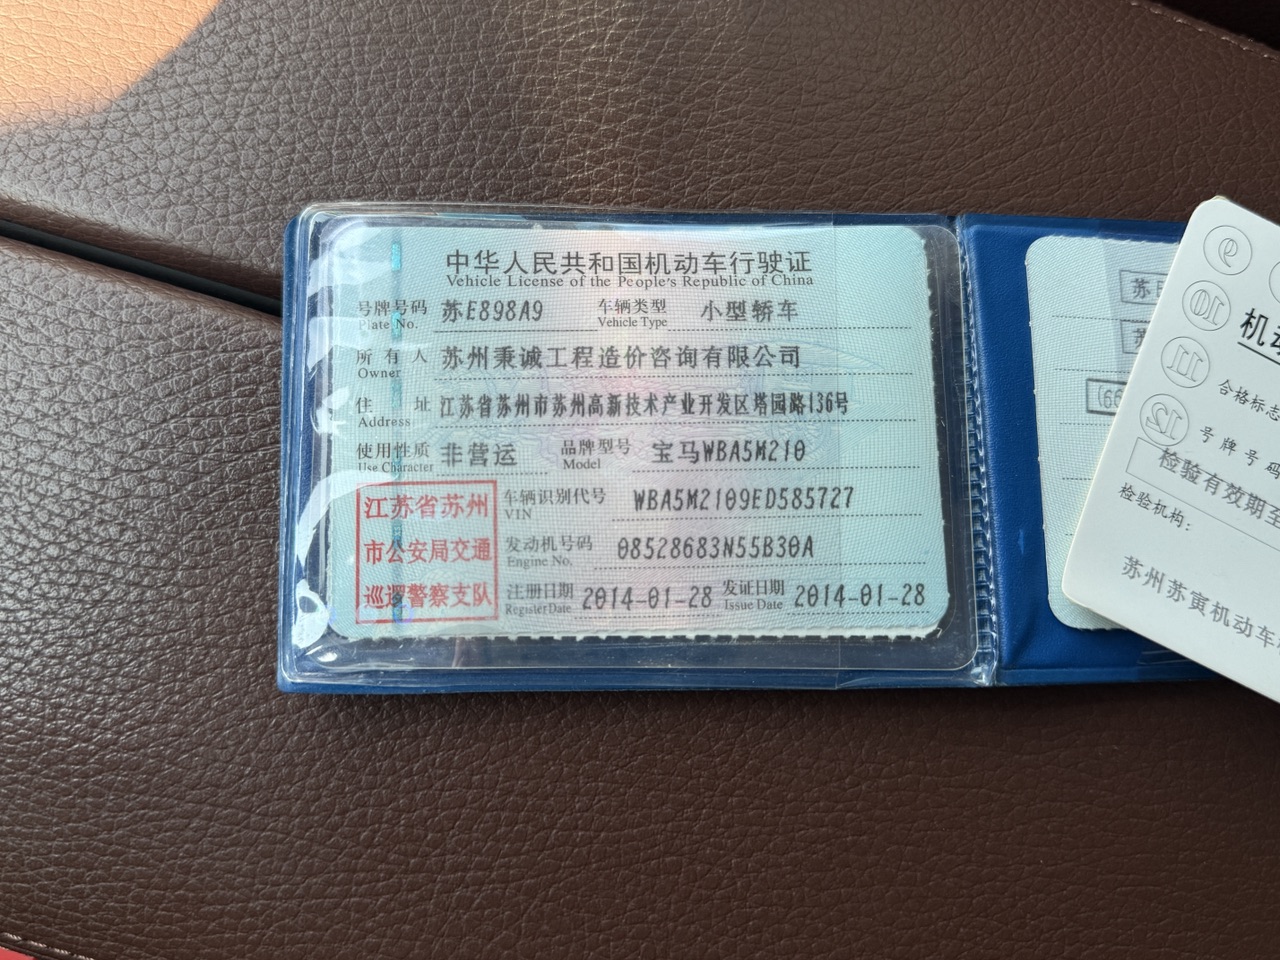 中华人民共和国机动车行驶证
Vehicle License of the People's Republic of China
号牌号码 苏E898A9 车辆类型 小型轿车
Plate No. Vehicle Type
所有人 苏州秉诚工程造价咨询有限公司
Owner
住址 江苏省苏州市苏州高新技术产业开发区塔园路136号
Address
使用性质 非营运 品牌型号 宝马WBA5M210
Use Character Model
江苏省苏州
市公安局交通
巡逻警察支队
车辆识别代号 WBA5M2109ED585727
VIN
发动机号码 08528683N55B30A
Engine No.
注册日期 2014-01-28 发证日期 2014-01-28
Register Date Issue Date
苏
苏
9
10
11
12
机动
合格标志
号牌号码
检验有效期至
检验机构:
苏州苏寅机动车